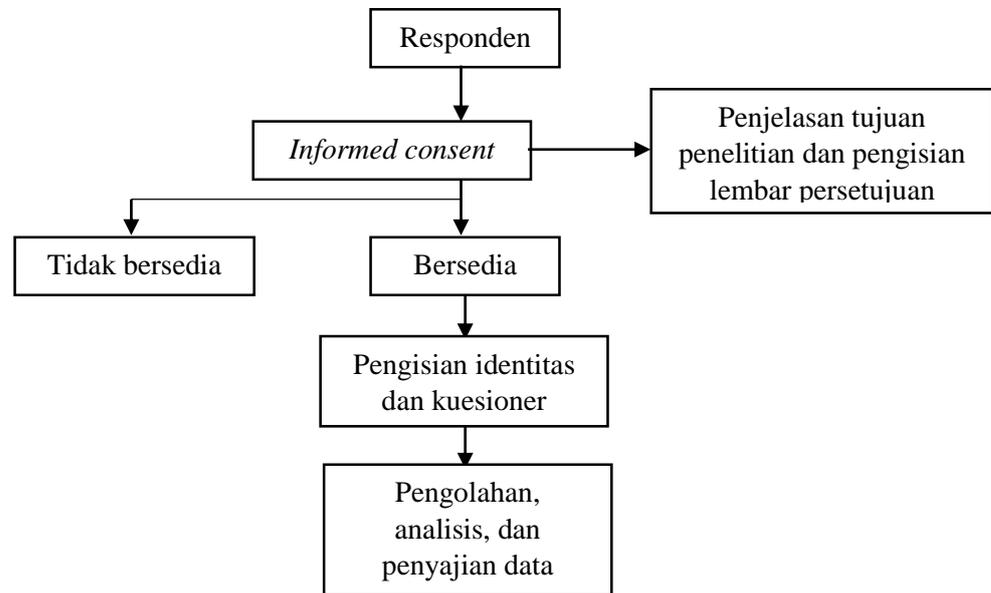 Responden
Informed consent
Penjelasan tujuan
penelitian dan pengisian
lembar persetujuan
Tidak bersedia
Bersedia
Pengisian identitas
dan kuesioner
Pengolahan,
analisis, dan
penyajian data